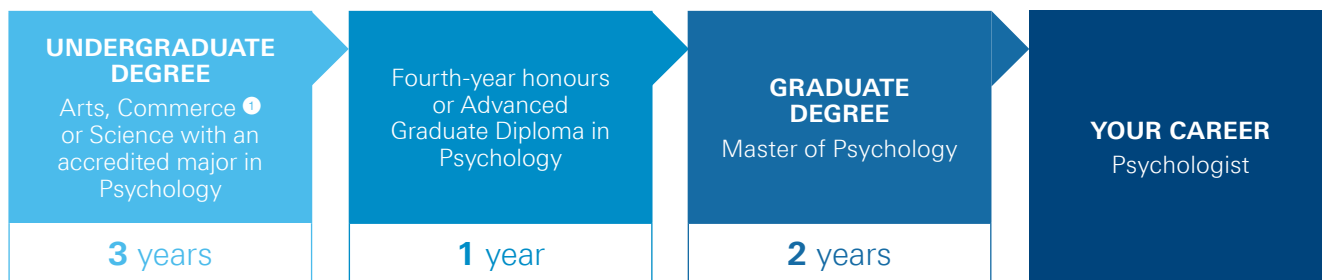 UNDERGRADUATE
DEGREE
Arts, Commerce 1
or Science with an
accredited major in
Psychology
3 years
Fourth-year honours
or Advanced
Graduate Diploma in
Psychology
1 year
GRADUATE
DEGREE
Master of Psychology
2 years
YOUR CAREER
Psychologist